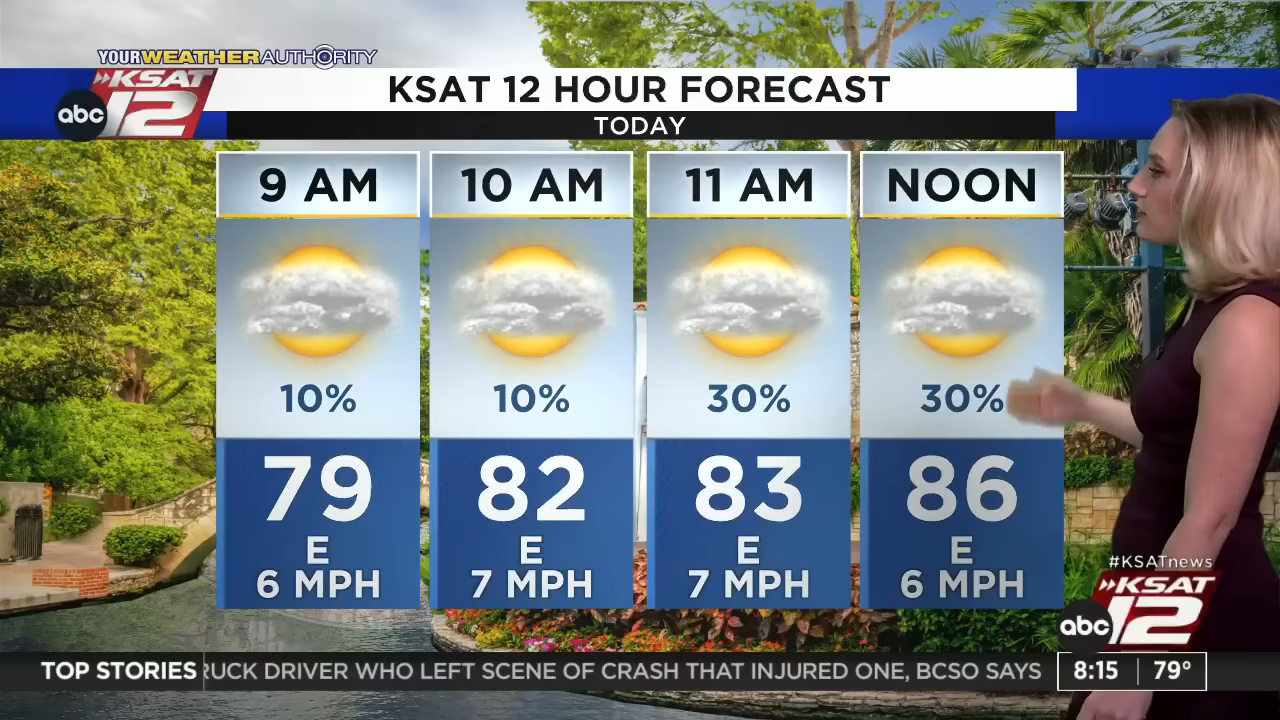 YOURWEATHERAUTHORITY
KSAT
abc 12
KSAT 12 HOUR FORECAST
TODAY
9 AM 10 AM 11 AM NOON
10% 10% 30% 30%
79 82 83 86
E E E E
6 MPH 7 MPH 7 MPH 6 MPH
#KSATnews
KSAT
abc 12
TOP STORIES RUCK DRIVER WHO LEFT SCENE OF CRASH THAT INJURED ONE, BCSO SAYS 8:15 79°